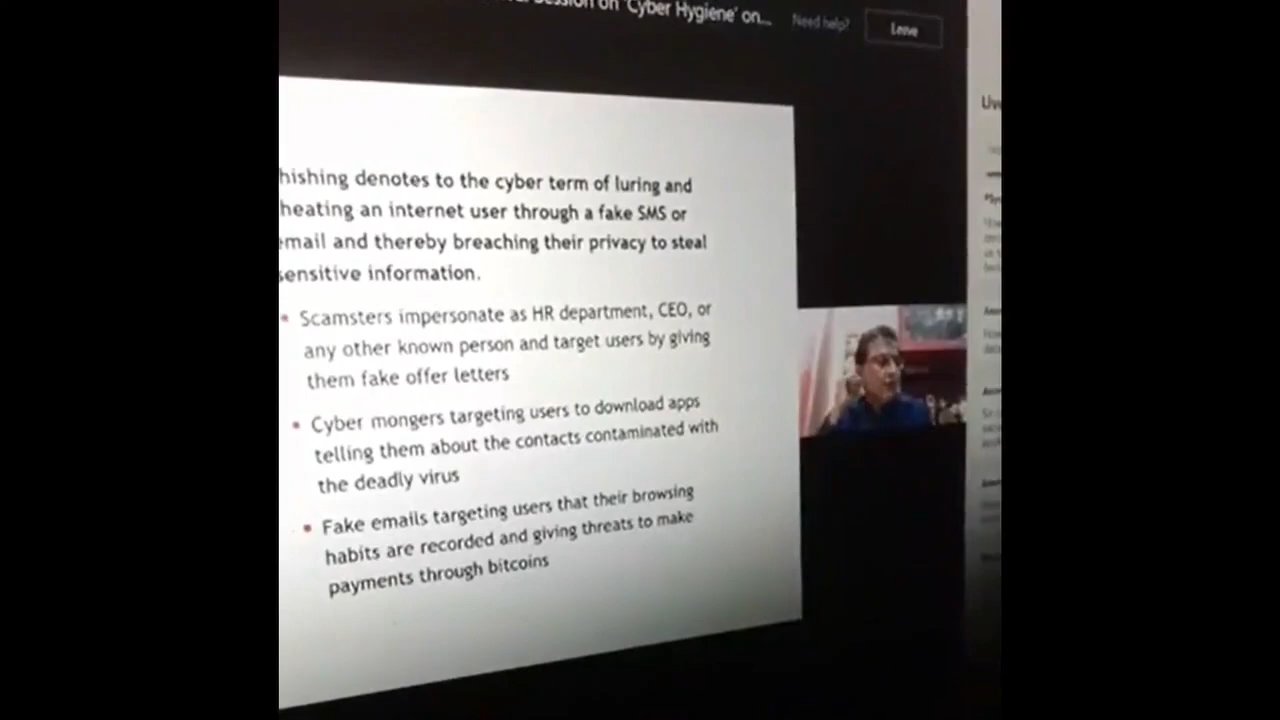 Session on 'Cyber Hygiene' on...
Need help?
Leave
hishing denotes to the cyber term of luring and
heating an internet user through a fake SMS or
email and thereby breaching their privacy to steal
sensitive information.
• Scamsters impersonate as HR department, CEO, or
any other known person and target users by giving
them fake offer letters
• Cyber mongers targeting users to download apps
telling them about the contacts contaminated with
the deadly virus
• Fake emails targeting users that their browsing
habits are recorded and giving threats to make
payments through bitcoins